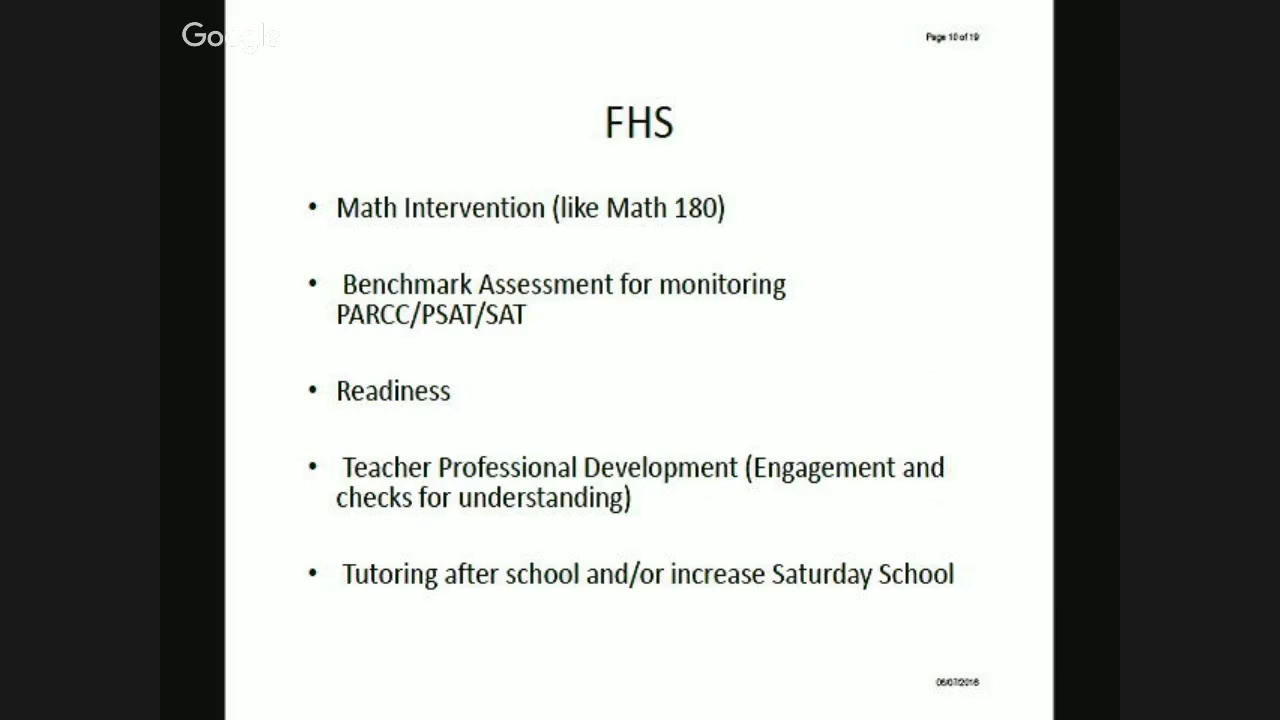 Google
Page 10 of 19
FHS
• Math Intervention (like Math 180)
• Benchmark Assessment for monitoring
PARCC/PSAT/SAT
• Readiness
• Teacher Professional Development (Engagement and
checks for understanding)
• Tutoring after school and/or increase Saturday School